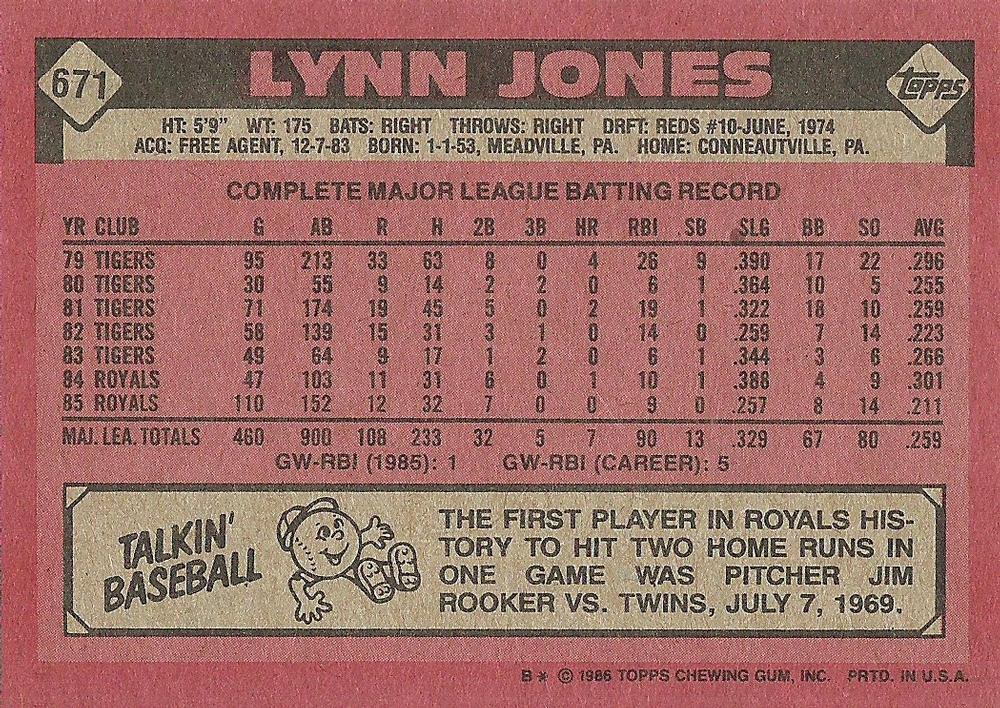 671
LYNN JONES
topps
HT: 5'9" WT: 175 BATS: RIGHT THROWS: RIGHT DRFT: REDS #10-JUNE, 1974
ACQ: FREE AGENT, 12-7-83 BORN: 1-1-53, MEADVILLE, PA. HOME: CONNEAUTVILLE, PA.
COMPLETE MAJOR LEAGUE BATTING RECORD
YR CLUB G AB R H 2B 3B HR RBI SB SLG BB SO AVG
79 TIGERS 95 213 33 63 8 0 4 26 9 .390 17 22 .296
80 TIGERS 30 55 9 14 2 2 0 6 1 .364 10 5 .255
81 TIGERS 71 174 19 45 5 0 2 19 1 .322 18 10 .259
82 TIGERS 58 139 15 31 3 1 0 14 0 .259 7 14 .223
83 TIGERS 49 64 9 17 1 2 0 6 1 .344 3 6 .266
84 ROYALS 47 103 11 31 6 0 1 10 1 .388 4 9 .301
85 ROYALS 110 152 12 32 7 0 0 9 0 .257 8 14 .211
MAJ. LEA. TOTALS 460 900 108 233 32 5 7 90 13 .329 67 80 .259
GW-RBI (1985): 1 GW-RBI (CAREER): 5
TALKIN'
BASEBALL
THE FIRST PLAYER IN ROYALS HIS-
TORY TO HIT TWO HOME RUNS IN
ONE GAME WAS PITCHER JIM
ROOKER VS. TWINS, JULY 7, 1969.
B* © 1986 TOPPS CHEWING GUM, INC. PRTD. IN U.S.A.